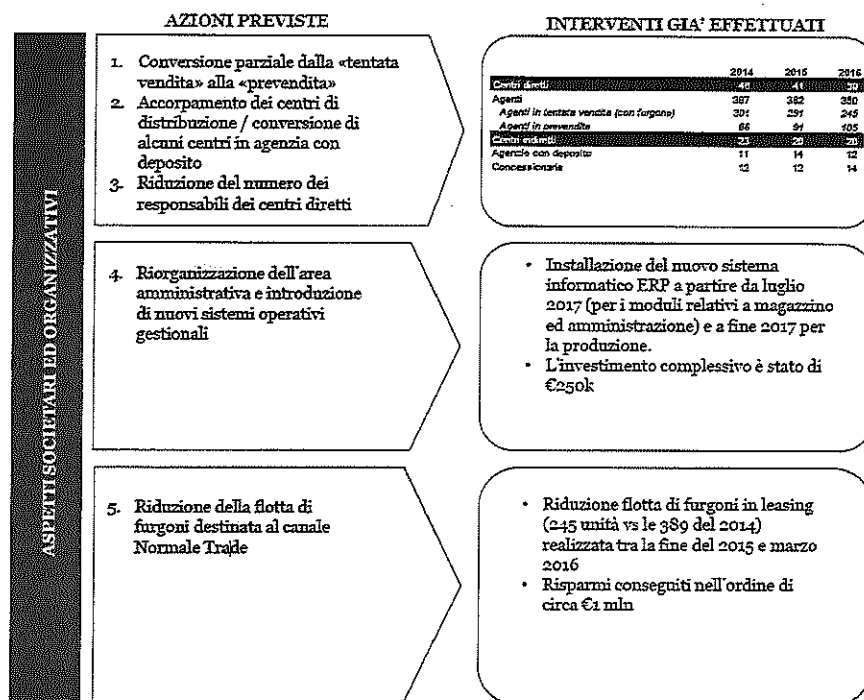 AZIONI PREVISTE
INTERVENTI GIA' EFFETTUATI
ASPETTI SOCIETARI ED ORGANIZZATIVI
1. Conversione parziale dalla «tentata
vendita» alla «prevendita»
2. Accorpamento dei centri di
distribuzione / conversione di
alcuni centri in agenzia con
deposito
3. Riduzione del numero dei
responsabili dei centri diretti
2014 2015 2016
Centri diretti
Agenti 387 382 350
Agenti in tentata vendita (con furgone) 301 291 245
Agenti in prevendita 91 105
Agenzie con deposito 11 14 12
Concessionarie 12 12 14
4. Riorganizzazione dell'area
amministrativa e introduzione
di nuovi sistemi operativi
gestionali
• Installazione del nuovo sistema
informatico ERP a partire da luglio
2017 (per i moduli relativi a magazzino
ed amministrazione) e a fine 2017 per
la produzione.
• L'investimento complessivo è stato di
€250k
5. Riduzione della flotta di
furgoni destinata al canale
Normale Trade
• Riduzione flotta di furgoni in leasing
(245 unità vs le 389 del 2014)
realizzata tra la fine del 2015 e marzo
2016
• Risparmi conseguiti nell'ordine di
circa €1 mln